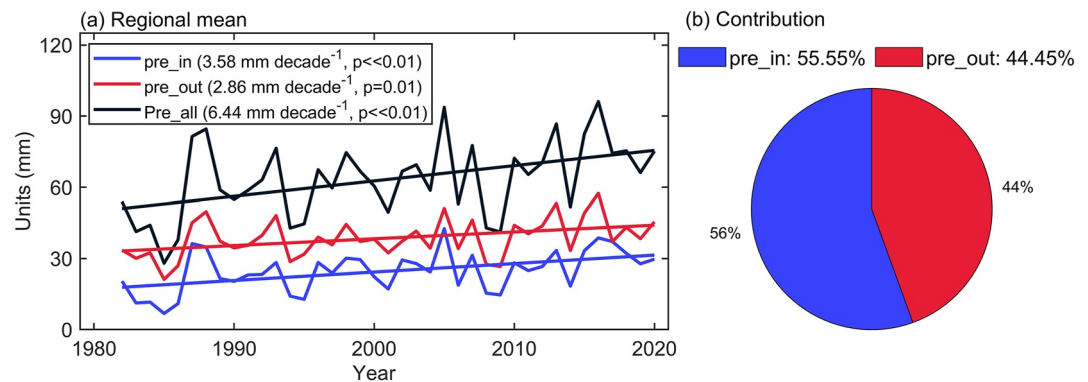 (a) Regional mean
120
90
60
30
0
Units (mm)
pre_in (3.58 mm decade⁻¹, p<<0.01)
pre_out (2.86 mm decade⁻¹, p=0.01)
Pre_all (6.44 mm decade⁻¹, p<<0.01)
1980 1990 2000 2010 2020
Year
(b) Contribution
pre_in: 55.55% pre_out: 44.45%
44%
56%